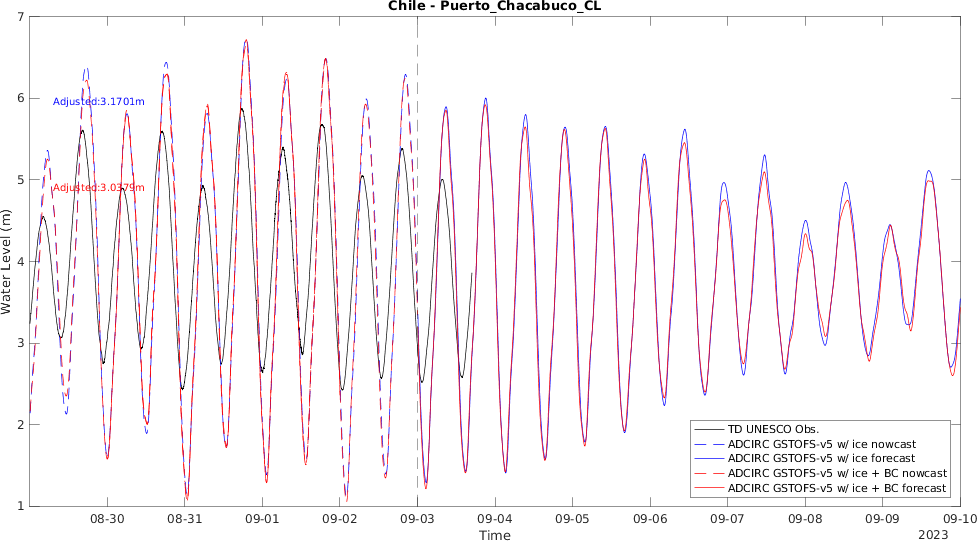 Chile - Puerto_Chacabuco_CL
7
6
5
4
3
2
1
Water Level (m)
Adjusted:3.1701m
Adjusted:3.0379m
TD UNESCO Obs.
ADCIRC GSTOFS-v5 w/ ice nowcast
ADCIRC GSTOFS-v5 w/ ice forecast
ADCIRC GSTOFS-v5 w/ ice + BC nowcast
ADCIRC GSTOFS-v5 w/ ice + BC forecast
08-30 08-31 09-01 09-02 09-03 09-04 09-05 09-06 09-07 09-08 09-09 09-10
Time 2023